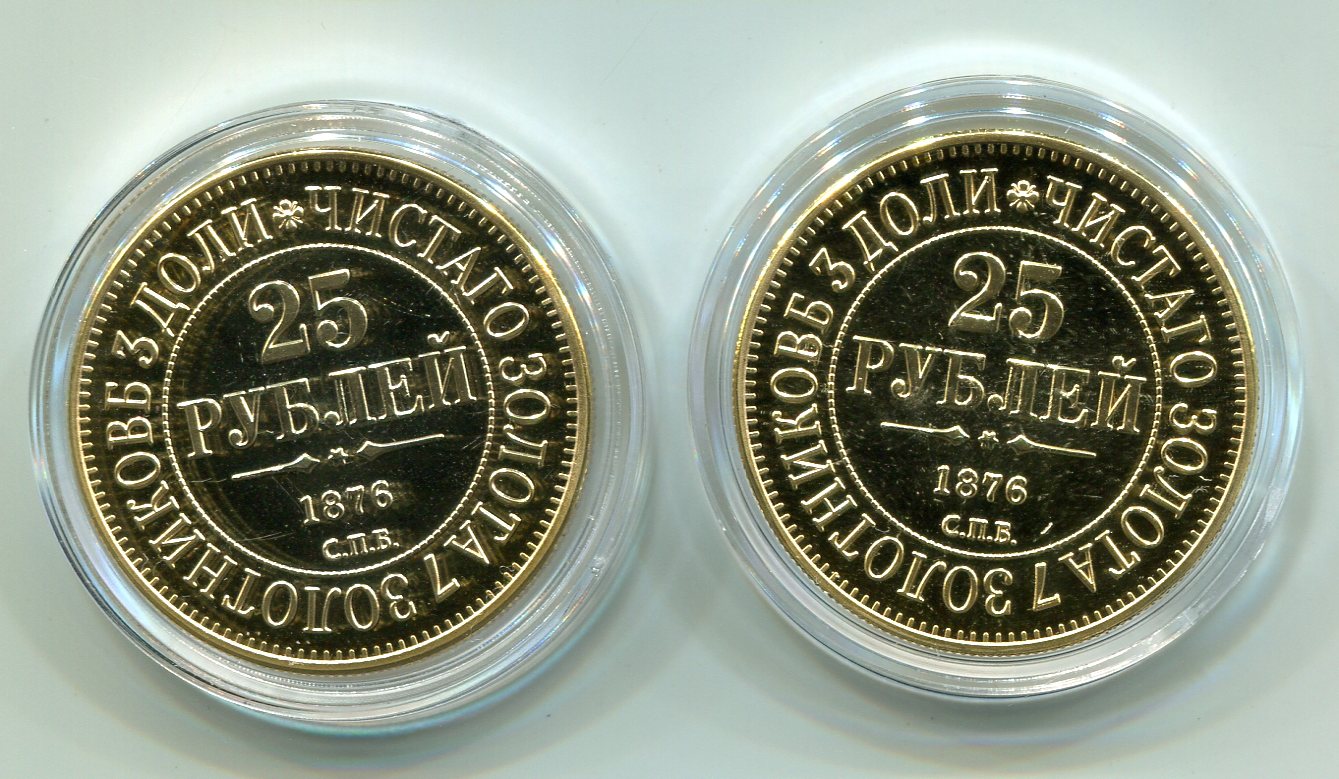 * ЧИСТАГО ЗОЛОТА 7 ЗОЛОТНИКОВЪ 3 ДОЛИ
25
РУБЛЕЙ
1876
С.П.Б.
* ЧИСТАГО ЗОЛОТА 7 ЗОЛОТНИКОВЪ 3 ДОЛИ
25
РУБЛЕЙ
1876
С.П.Б.